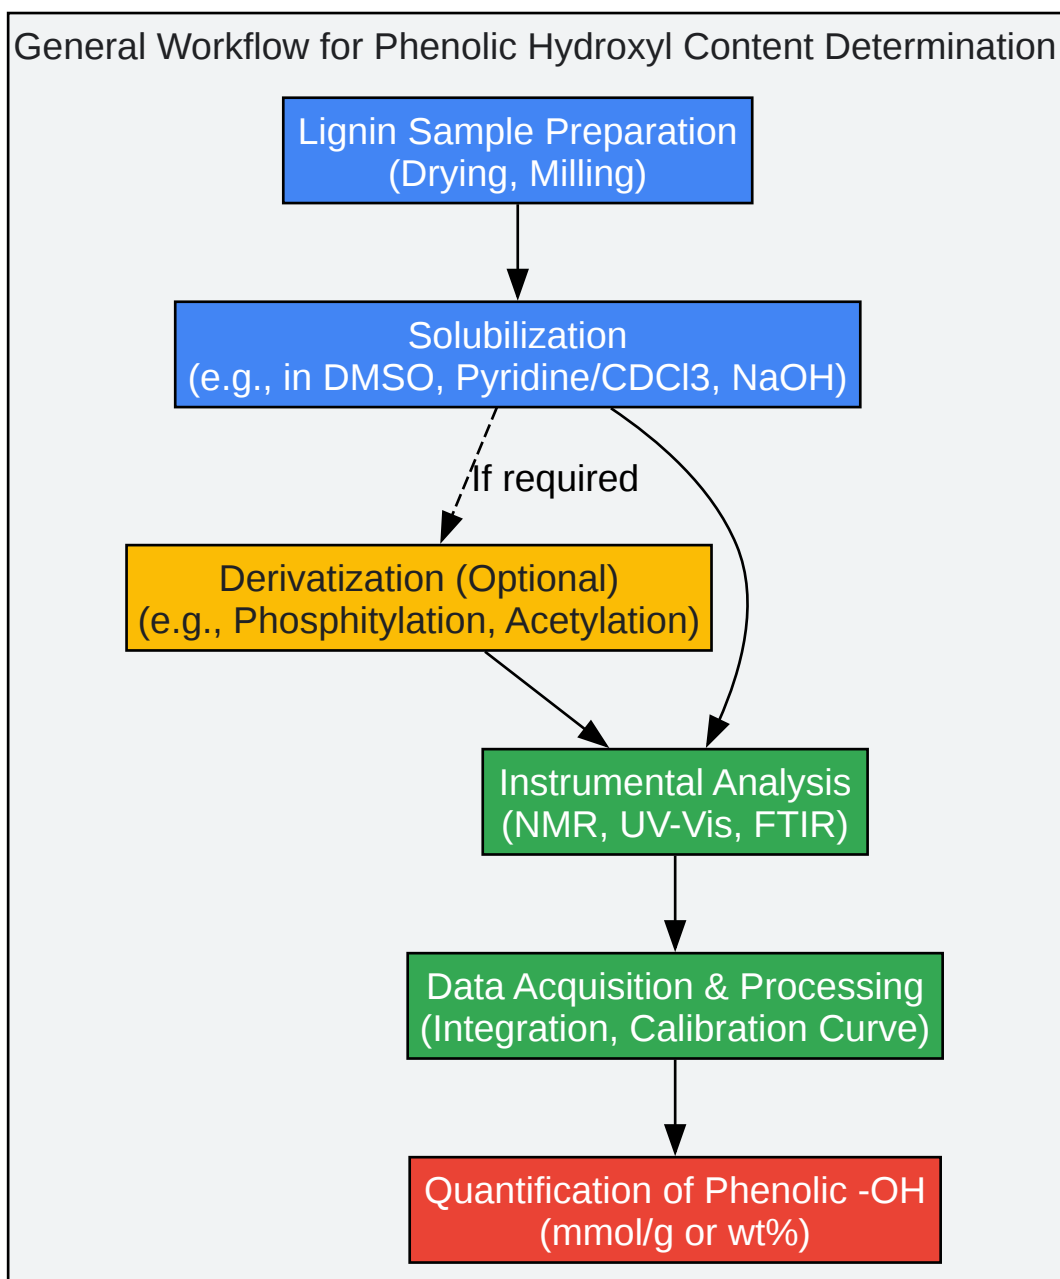 General Workflow for Phenolic Hydroxyl Content Determination
Lignin Sample Preparation
(Drying, Milling)
Solubilization
(e.g., in DMSO, Pyridine/CDCl3, NaOH)
If required
Derivatization (Optional)
(e.g., Phosphitylation, Acetylation)
Instrumental Analysis
(NMR, UV-Vis, FTIR)
Data Acquisition & Processing
(Integration, Calibration Curve)
Quantification of Phenolic -OH
(mmol/g or wt%)